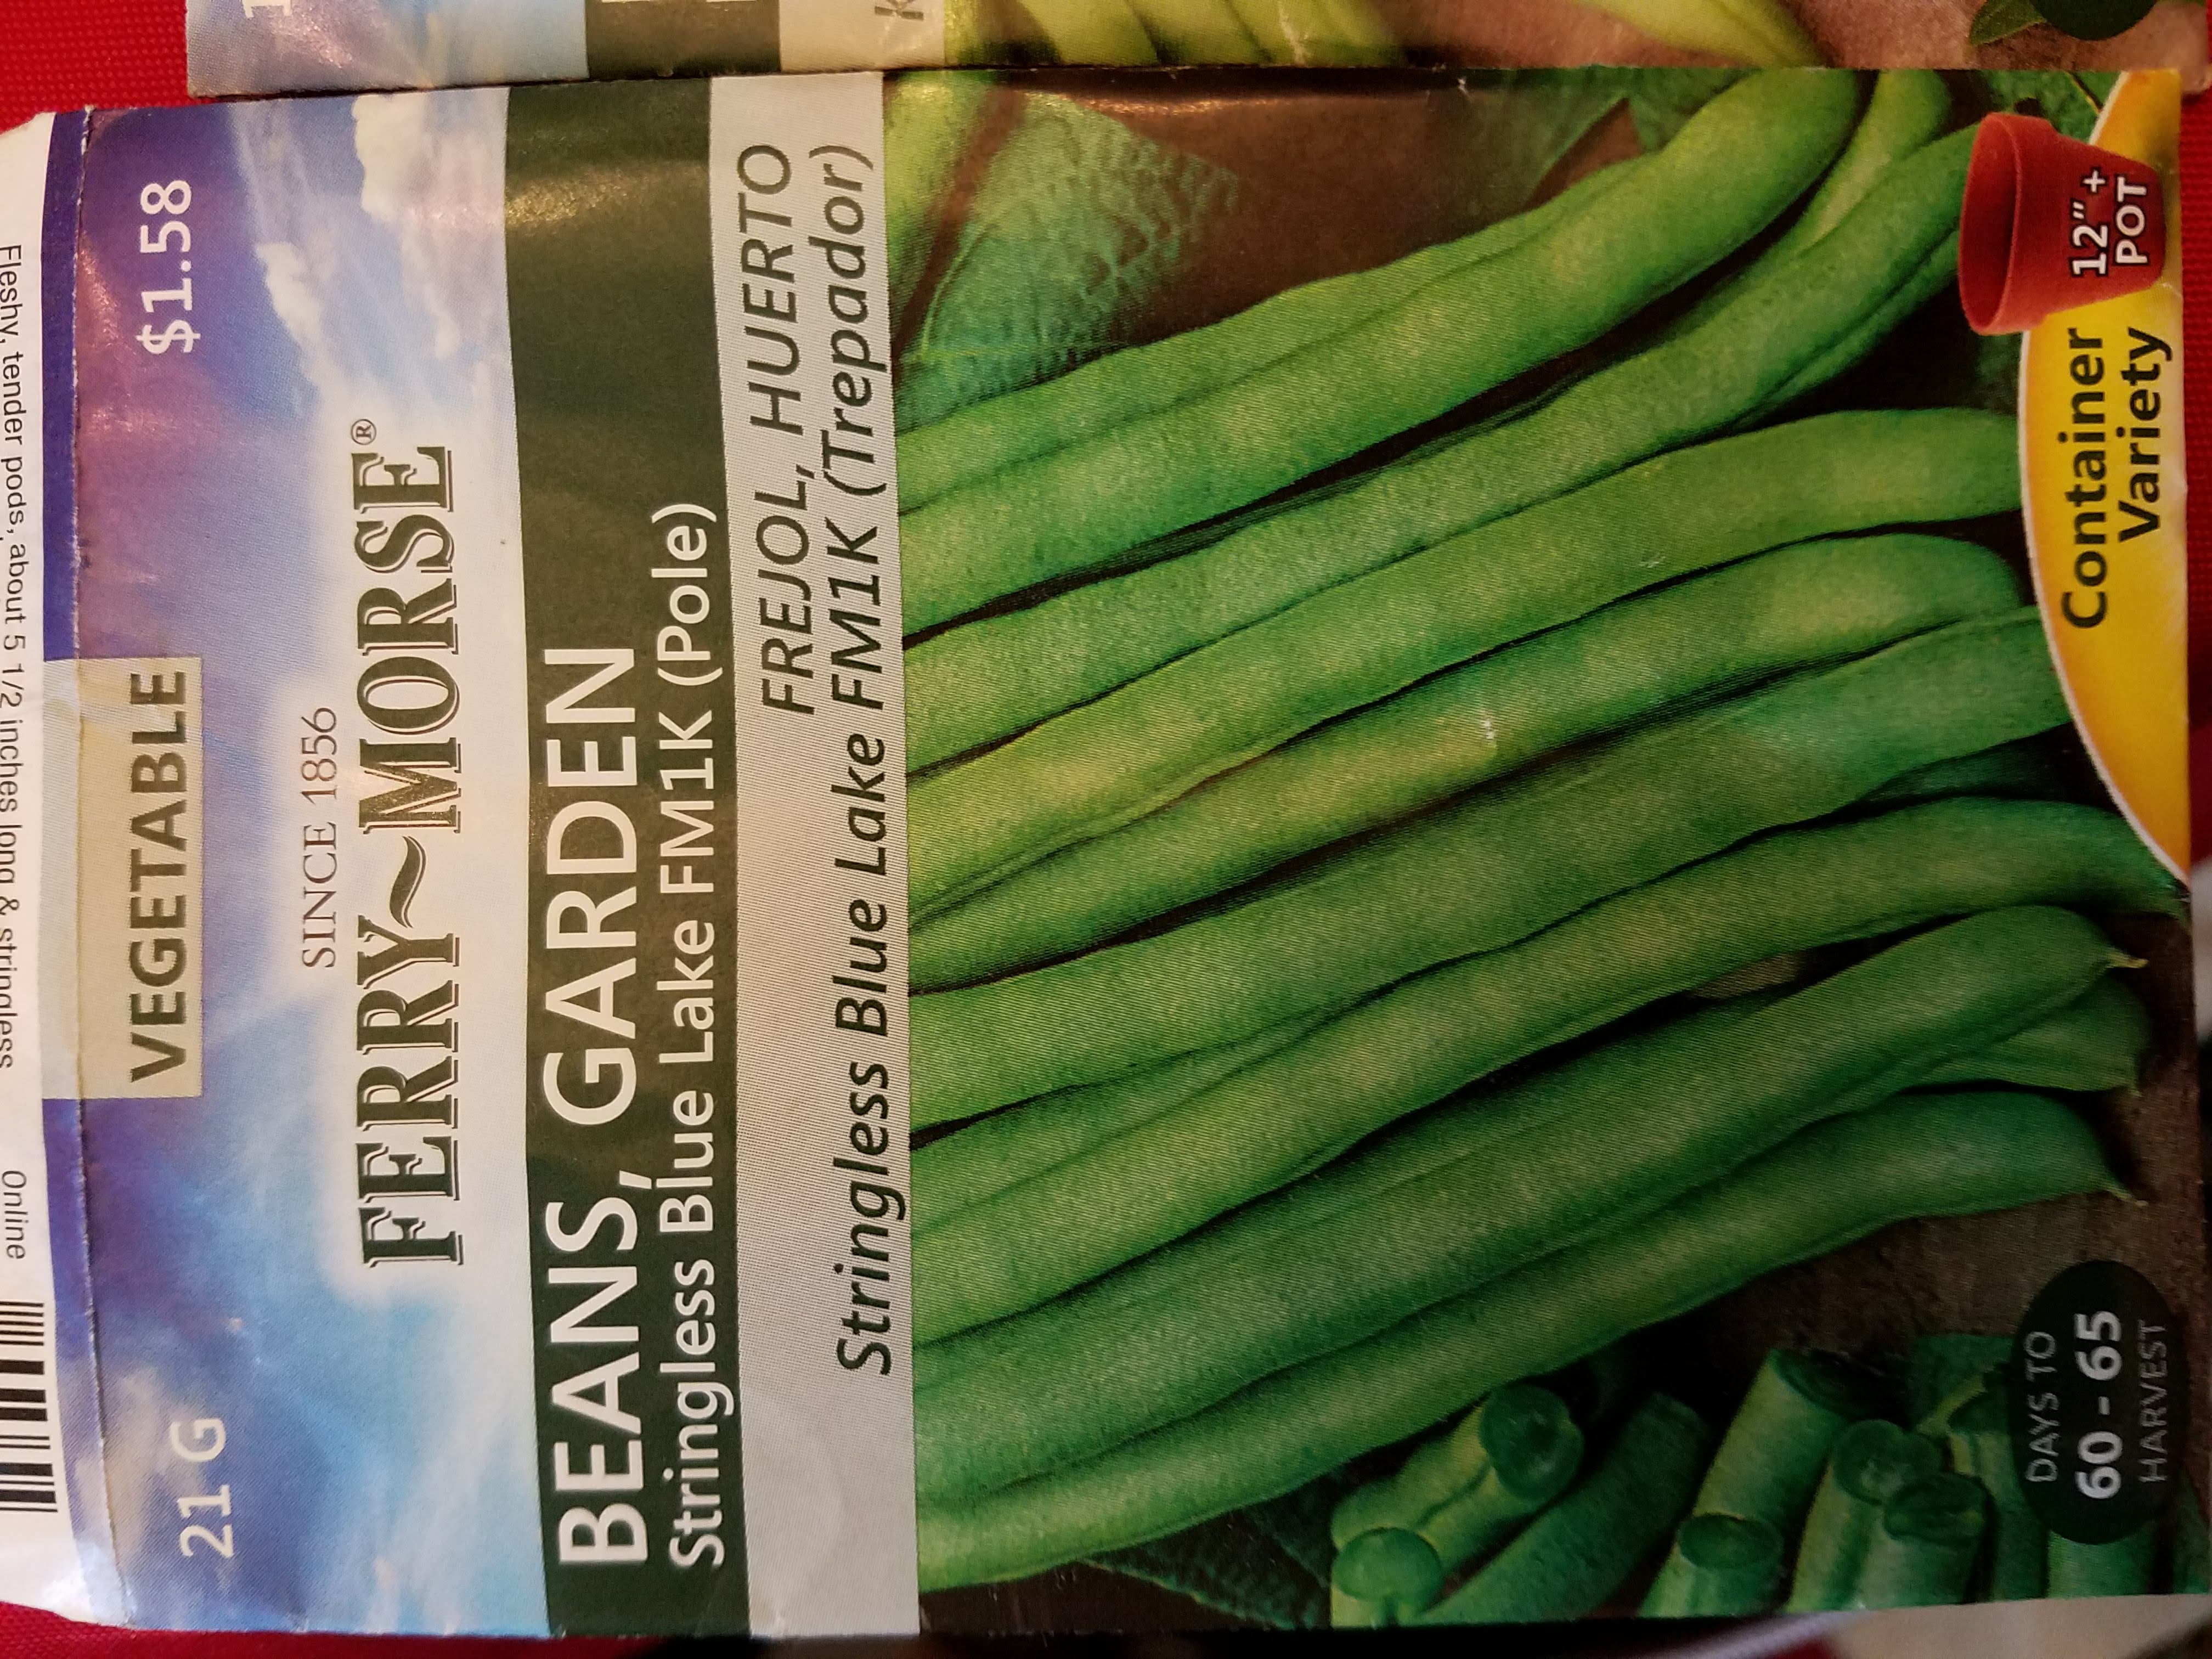 Online
Fleshy, tender pods, about 5 1/2 inches long & stringless
VEGETABLE
21 G
$1.58
SINCE 1856
FERRY~MORSE®
BEANS, GARDEN
Stringless Blue Lake FM1K (Pole)
FREJOL, HUERTO
Stringless Blue Lake FM1K (Trepador)
DAYS TO
60 - 65
HARVEST
Container
Variety
12"+
POT
K